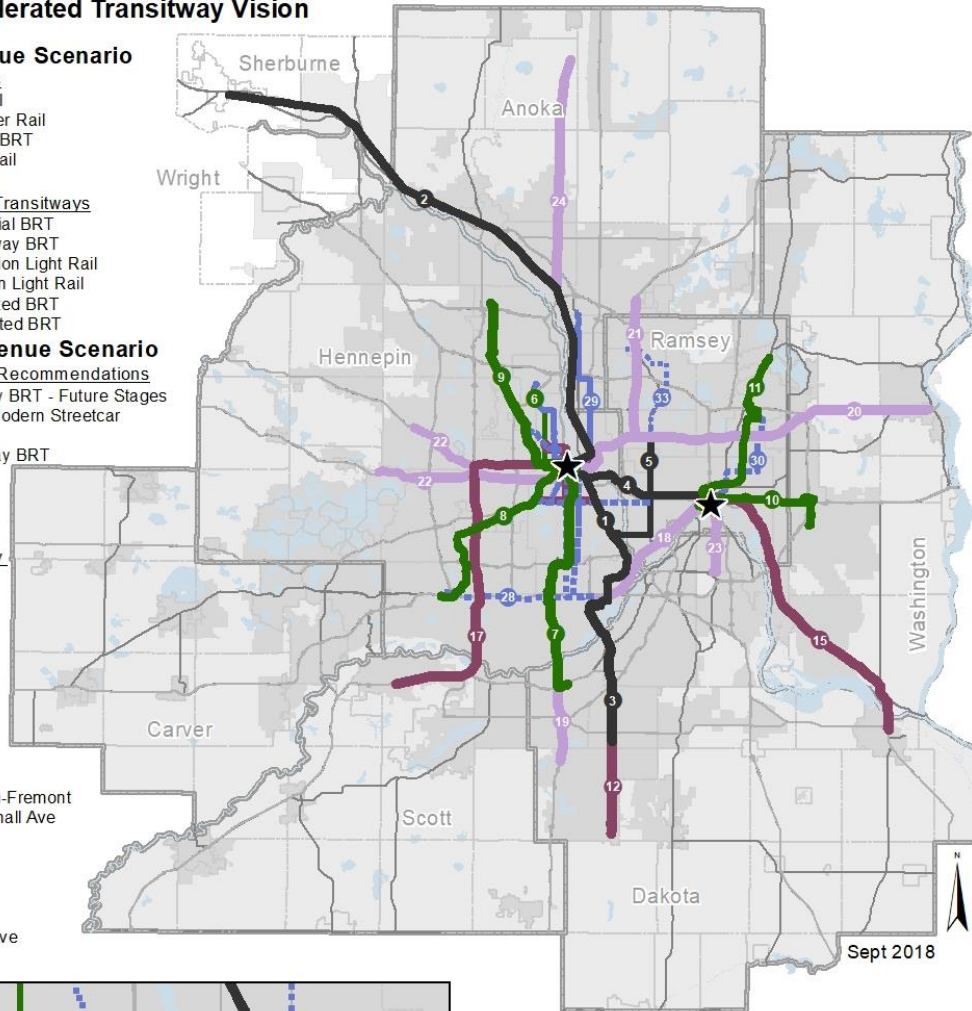 lerated Transitway Vision
ue Scenario
er Rail
BRT
ail
Transitways
ial BRT
way BRT
ion Light Rail
n Light Rail
ted BRT
ted BRT
enue Scenario
Recommendations
y BRT - Future Stages
Modern Streetcar
ay BRT
-Fremont
hall Ave
ve
Sherburne
Anoka
Wright
2
24
21
Ramsey
Hennepin
9
6
29
33
11
20
22
5
30
22
4
10
8
1
18
23
28
Washington
17
7
15
3
19
Carver
12
Scott
Dakota
N
Sept 2018